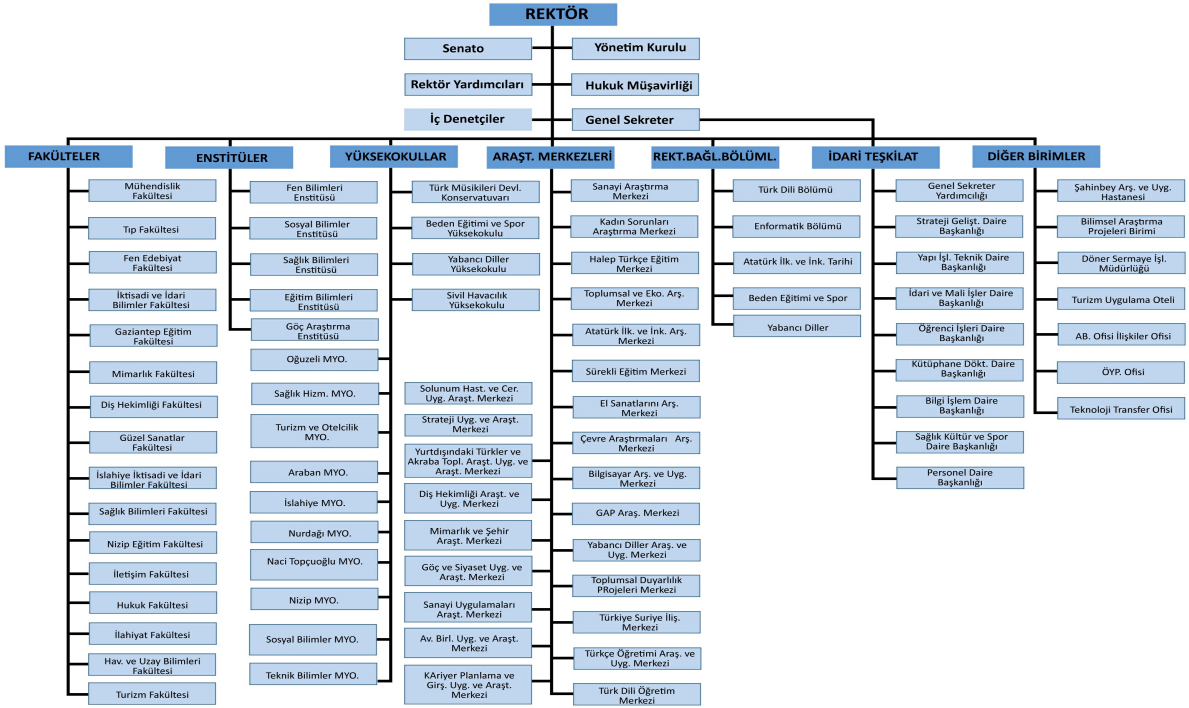 REKTÖR
Senato
Yönetim Kurulu
Rektör Yardımcıları
Hukuk Müşavirliği
İç Denetçiler
Genel Sekreter
FAKÜLTELER
Mühendislik
Fakültesi
Tıp Fakültesi
Fen Edebiyat
Fakültesi
İktisadi ve İdari
Bilimler Fakültesi
Gaziantep Eğitim
Fakültesi
Mimarlık Fakültesi
Diş Hekimliği Fakültesi
Güzel Sanatlar
Fakültesi
İslahiye İktisadi ve İdari
Bilimler Fakültesi
Sağlık Bilimleri Fakültesi
Nizip Eğitim Fakültesi
İletişim Fakültesi
Hukuk Fakültesi
İlahiyat Fakültesi
Hav. ve Uzay Bilimleri
Fakültesi
Turizm Fakültesi
ENSTİTÜLER
Fen Bilimleri
Enstitüsü
Sosyal Bilimler
Enstitüsü
Sağlık Bilimleri
Enstitüsü
Eğitim Bilimleri
Enstitüsü
Göç Araştırma
Enstitüsü
YÜKSEKOKULLAR
Türk Müsikileri Devl.
Konservatuvarı
Beden Eğitimi ve Spor
Yüksekokulu
Yabancı Diller
Yüksekokulu
Sivil Havacılık
Yüksekokulu
Oğuzeli MYO.
Sağlık Hizm. MYO.
Turizm ve Otelcilik
MYO.
Araban MYO.
İslahiye MYO.
Nurdağı MYO.
Naci Topçuoğlu MYO.
Nizip MYO.
Sosyal Bilimler MYO.
Teknik Bilimler MYO.
ARAŞT. MERKEZLERİ
Sanayi Araştırma
Merkezi
Kadın Sorunları
Araştırma Merkezi
Halep Türkçe Eğitim
Merkezi
Toplumsal ve Eko. Arş.
Merkezi
Atatürk İlk. ve İnk. Arş.
Merkezi
Sürekli Eğitim Merkezi
El Sanatlarını Arş.
Merkezi
Çevre Araştırmaları Arş.
Merkezi
Bilgisayar Arş. ve Uyg.
Merkezi
GAP Araş. Merkezi
Yabancı Diller Araş. ve
Uyg. Merkezi
Toplumsal Duyarlılık
PRojeleri Merkezi
Türkiye Suriye İliş.
Merkezi
Türkçe Öğretimi Araş. ve
Uyg. Merkezi
Türk Dili Öğretim
Merkezi
Solunum Hast. ve Cer.
Uyg. Araşt. Merkezi
Strateji Uyg. ve Araşt.
Merkezi
Yurtdışındaki Türkler ve
Akraba Topl. Araşt. Uyg. ve
Araşt. Merkezi
Diş Hekimliği Araşt. ve
Uyg. Merkezi
Mimarlık ve Şehir
Araşt. Merkezi
Göç ve Siyaset Uyg. ve
Araşt. Merkezi
Sanayi Uygulamaları
Araşt. Merkezi
Av. Birl. Uyg. ve Araşt.
Merkezi
KAriyer Planlama ve
Girş. Uyg. ve Araşt.
Merkezi
REKT.BAĞL.BÖLÜML.
Türk Dili Bölümü
Enformatik Bölümü
Atatürk İlk. ve İnk. Tarihi
Beden Eğitimi ve Spor
Yabancı Diller
İDARİ TEŞKİLAT
Genel Sekreter
Yardımcılığı
Strateji Gelişt. Daire
Başkanlığı
Yapı İşl. Teknik Daire
Başkanlığı
İdari ve Mali İşler Daire
Başkanlığı
Öğrenci İşleri Daire
Başkanlığı
Kütüphane Dökt. Daire
Başkanlığı
Bilgi İşlem Daire
Başkanlığı
Sağlık Kültür ve Spor
Daire Başkanlığı
Personel Daire
Başkanlığı
DİĞER BİRİMLER
Şahinbey Arş. ve Uyg.
Hastanesi
Bilimsel Araştırma
Projeleri Birimi
Döner Sermaye İşl.
Müdürlüğü
Turizm Uygulama Oteli
AB. Ofisi İlişkiler Ofisi
ÖYP. Ofisi
Teknoloji Transfer Ofisi